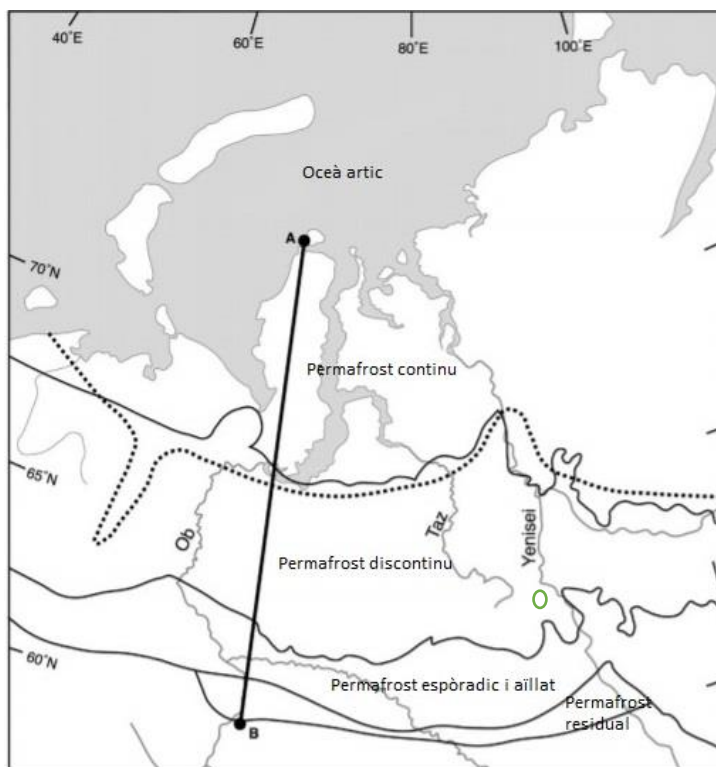 40°E
60°E
80°E
100°E
Oceà artic
A
70°N
Permafrost continu
65°N
Ob
Taz
Yenisei
Permafrost discontinu
60°N
Permafrost espòradic i aïllat
Permafrost
residual
B